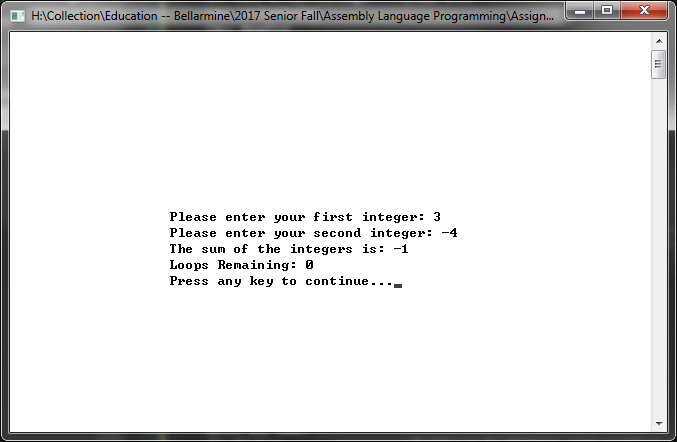 H:\Collection\Education -- Bellarmine\2017 Senior Fall\Assembly Language Programming\Assign...
Please enter your first integer: 3
Please enter your second integer: -4
The sum of the integers is: -1
Loops Remaining: 0
Press any key to continue...